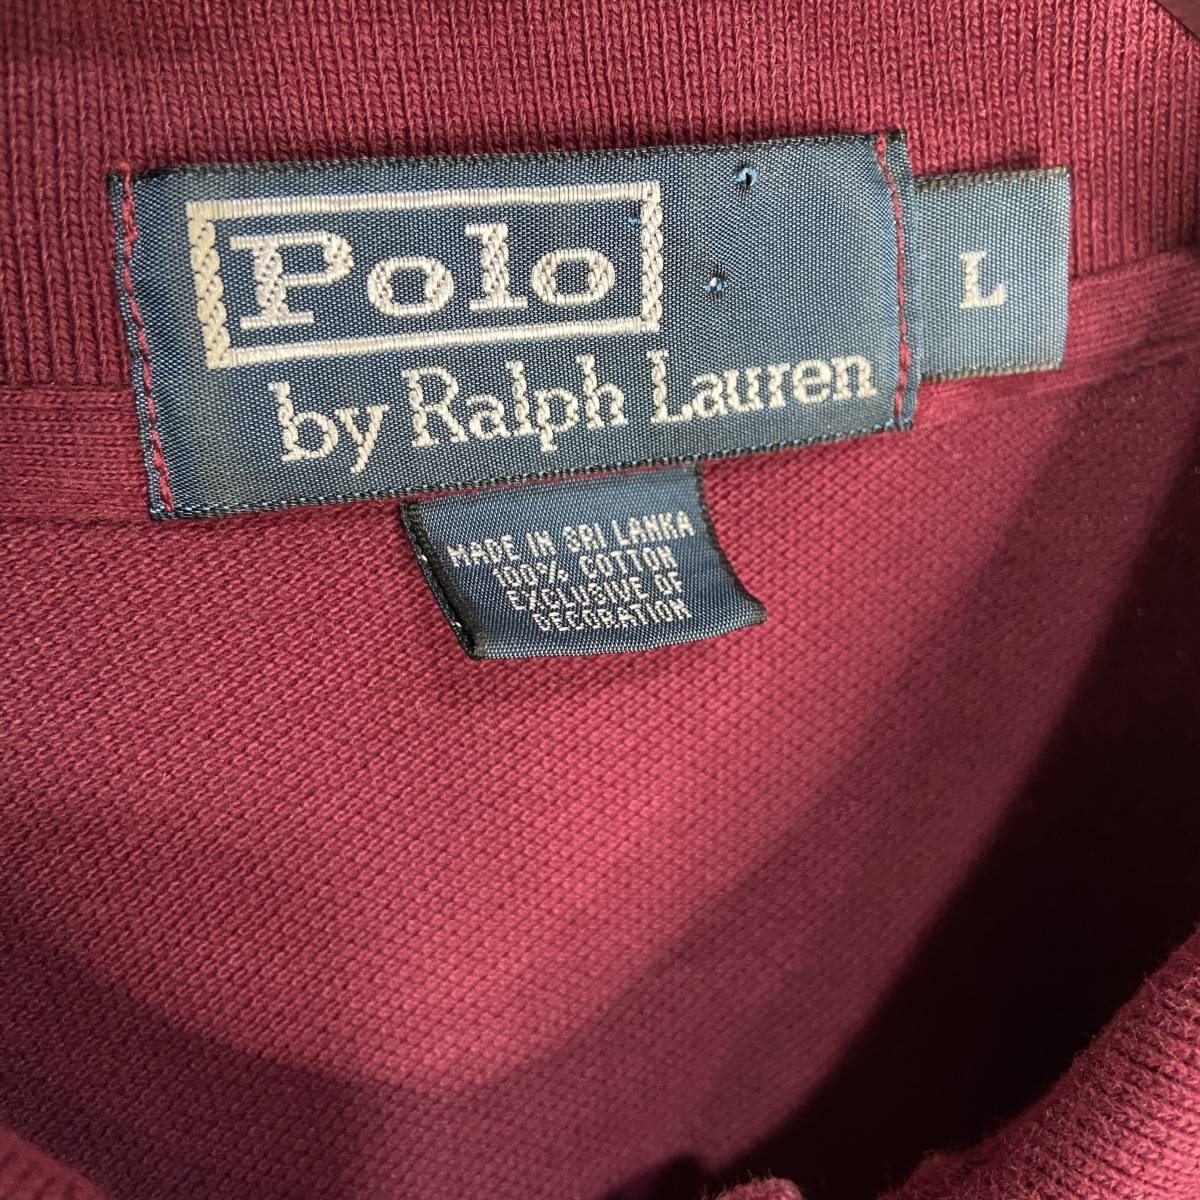 Polo
by Ralph Lauren
L
MADE IN SRI LANKA
100% COTTON
EXCLUSIVE OF
DECORATION